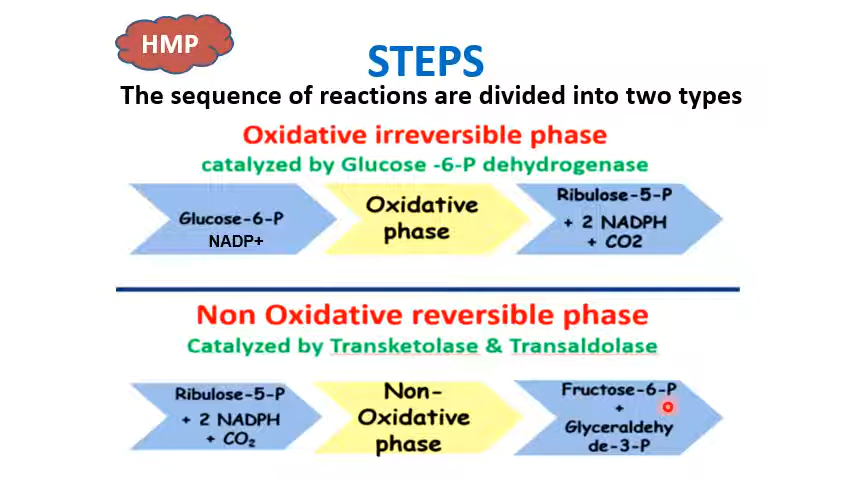 HMP
STEPS
The sequence of reactions are divided into two types
Oxidative irreversible phase
catalyzed by Glucose -6-P dehydrogenase
Glucose-6-P
NADP+
Oxidative
phase
Ribulose-5-P
+ 2 NADPH
+ CO2
Non Oxidative reversible phase
Catalyzed by Transketolase & Transaldolase
Ribulose-5-P
+ 2 NADPH
+ CO₂
Non-
Oxidative
phase
Fructose-6-P
+
Glyceraldehy
de-3-P